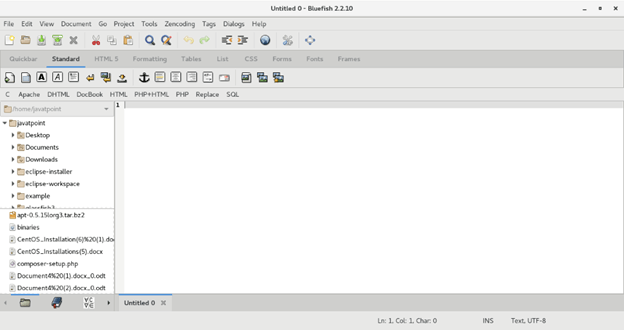 Untitled 0 - BlueFish 2.2.10
File Edit View Document Go Project Tools Zencoding Tags Dialogs Help
Quickbar Standard HTML 5 Formatting Tables List CSS Forms Fonts Frames
C Apache DHTML DocBook HTML PHP+HTML PHP Replace SQL
/home/javatpoint
1
javatpoint
Desktop
Documents
Downloads
eclipse-installer
eclipse-workspace
example
apt-0.5.15lorg3.tar.bz2
binaries
CentOS_Installation(6)%20(1).do
CentOS_Installations(5).docx
composer-setup.php
Document4%20(1).docx_0.odt
Document4%20(2).docx_0.odt
Untitled 0
Ln: 1, Col: 1, Char: 0 INS Text, UTF-8